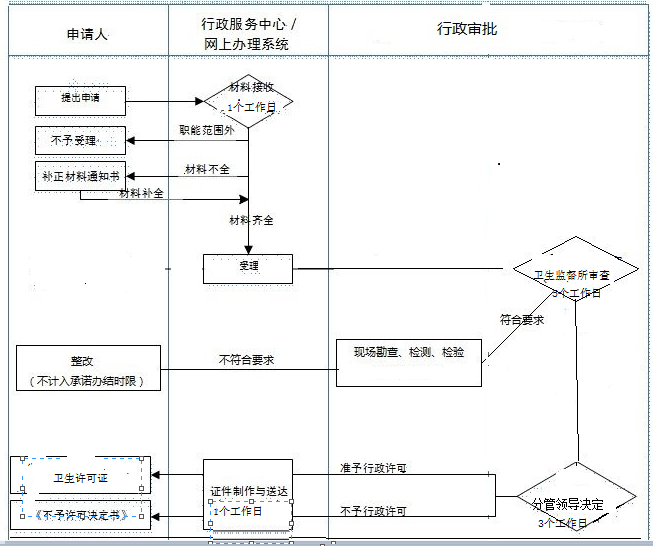 申请人
行政服务中心 /
网上办理系统
行政审批
提出申请
材料接收
1个工作日
职能范围外
不予受理
材料不全
补正材料通知书
材料补全
材料齐全
受理
卫生监督所审查
3个工作日
符合要求
现场勘查、检测、检验
不符合要求
整改
（不计入承诺办结时限）
准予行政许可
卫生许可证
证件制作与送达
1个工作日
分管领导决定
3个工作日
不予行政许可
《不予许可决定书》